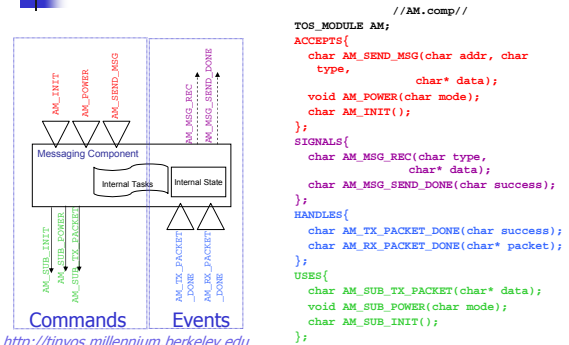 AM_INIT
AM_POWER
AM_SEND_MSG
AM_MSG_REC
AM_MSG_SEND_DONE
Messaging Component
Internal Tasks
Internal State
AM_SUB_INIT
AM_SUB_POWER
AM_SUB_TX_PACKET
AM_TX_PACKET
_DONE
AM_RX_PACKET
_DONE
Commands
Events
http://tinyos.millennium.berkeley.edu
//AM.comp//
TOS_MODULE AM;
ACCEPTS{
char AM_SEND_MSG(char addr, char
type,
char* data);
void AM_POWER(char mode);
char AM_INIT();
};
SIGNALS{
char AM_MSG_REC(char type,
char* data);
char AM_MSG_SEND_DONE(char success);
};
HANDLES{
char AM_TX_PACKET_DONE(char success);
char AM_RX_PACKET_DONE(char* packet);
};
USES{
char AM_SUB_TX_PACKET(char* data);
void AM_SUB_POWER(char mode);
char AM_SUB_INIT();
};